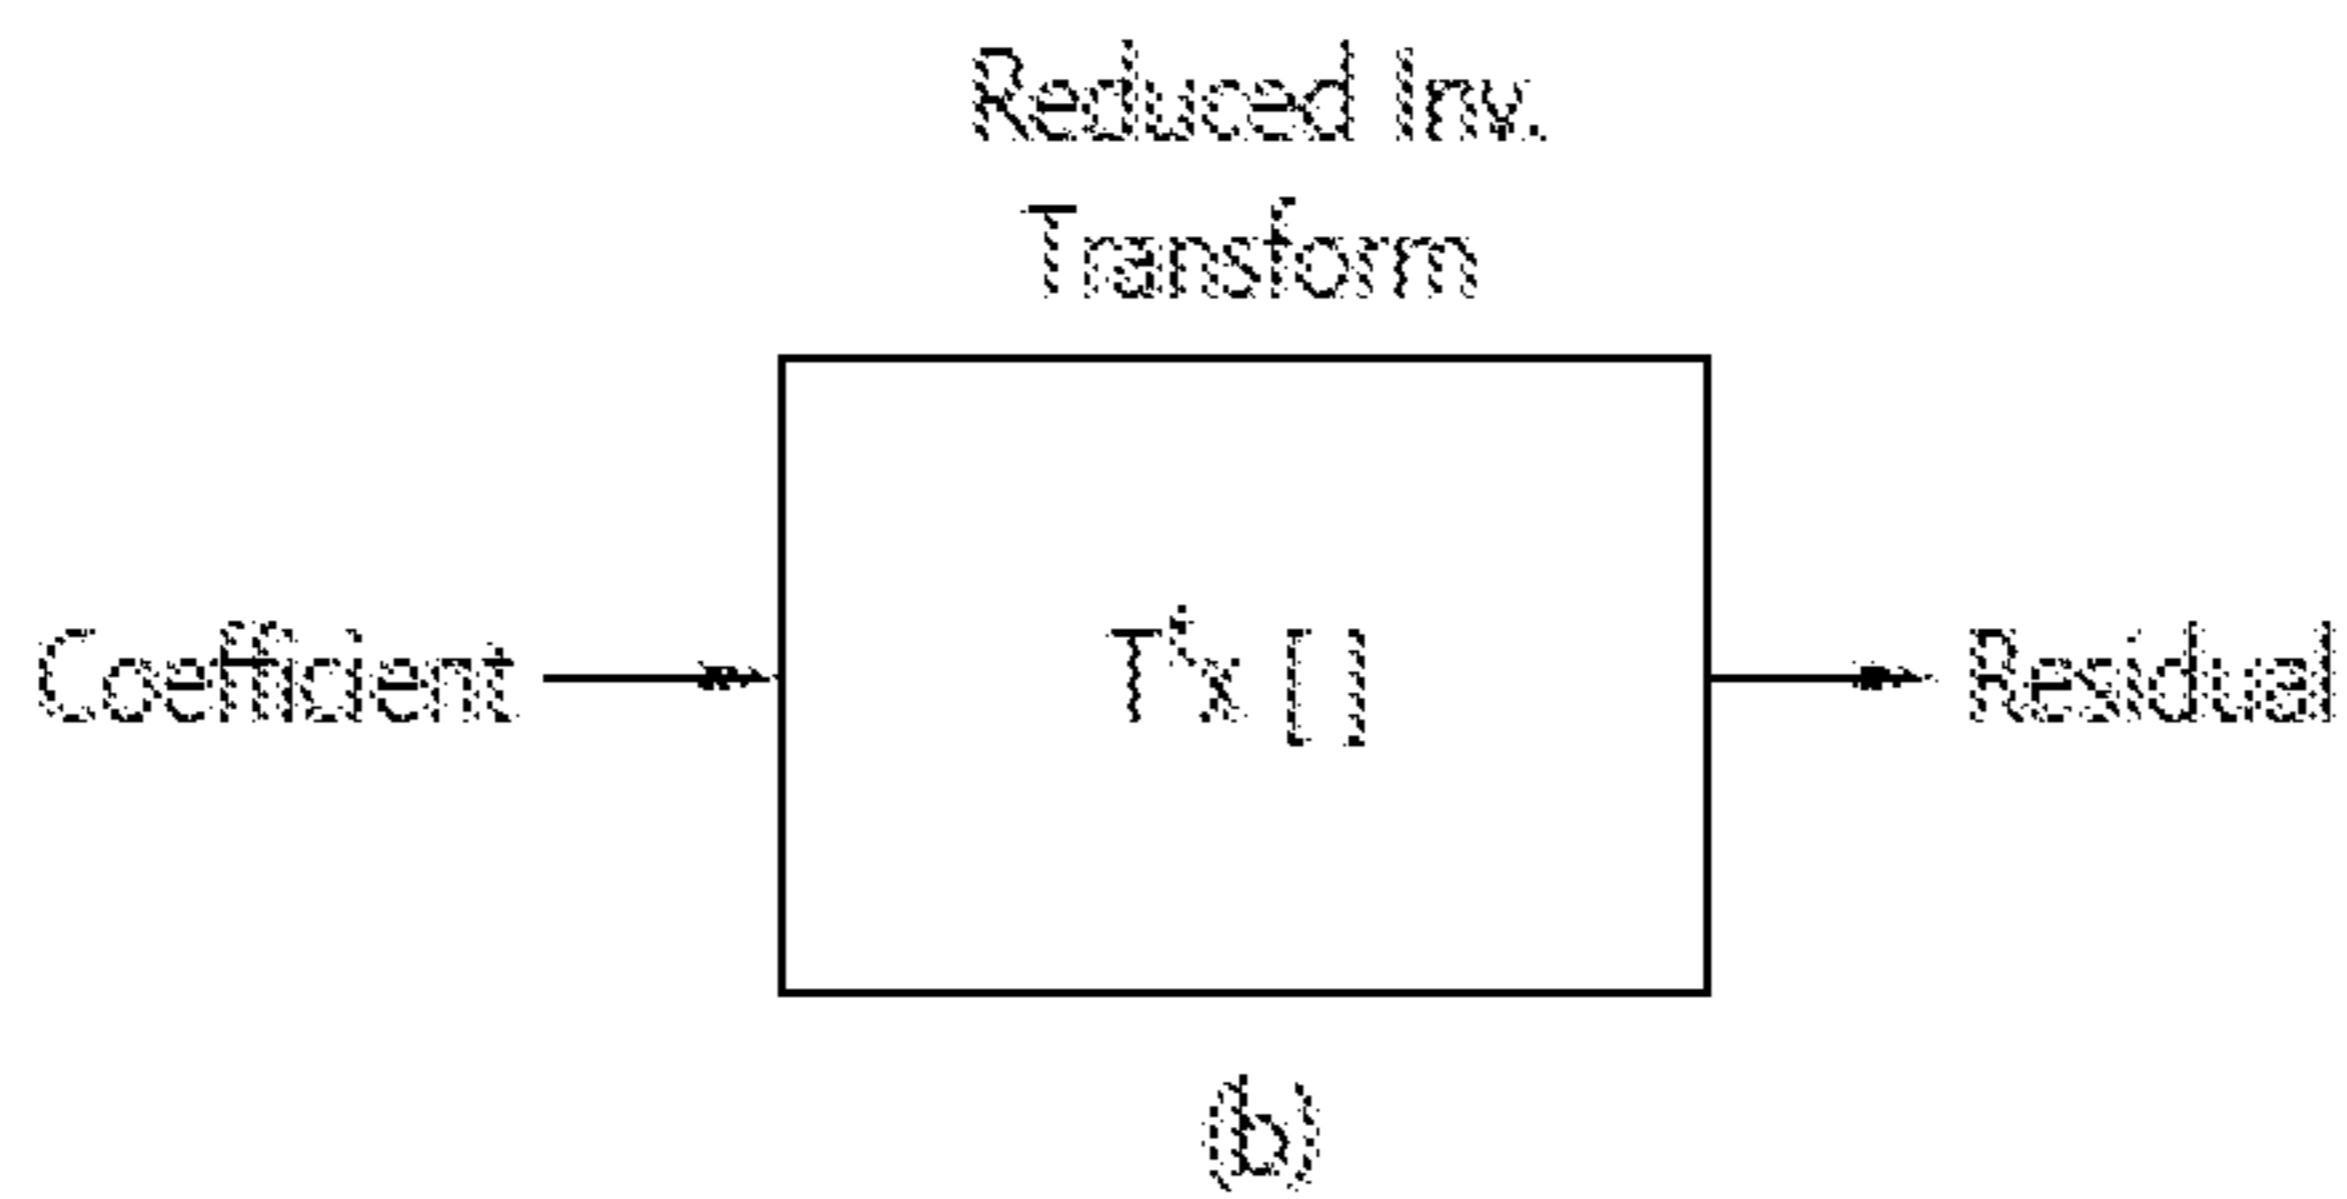 Reduced Inv.
Transform
Coefficient
Residual
(b)